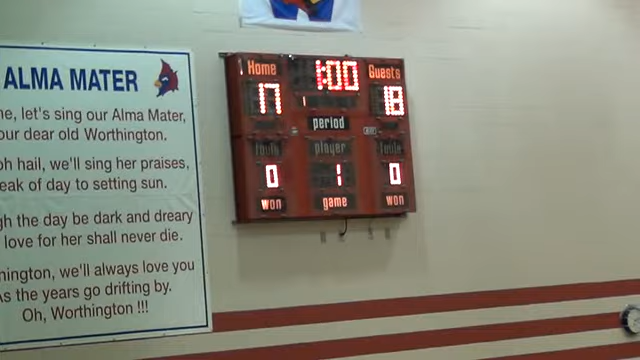 ALMA MATER
ne, let's sing our Alma Mater,
our dear old Worthington.
oh hail, we'll sing her praises,
eak of day to setting sun.
gh the day be dark and dreary
love for her shall never die.
hington, we'll always love you
As the years go drifting by.
Oh, Worthington !!!
Home 1:00 Guests
17 18
period
fouls player fouls
0 1 0
won game won